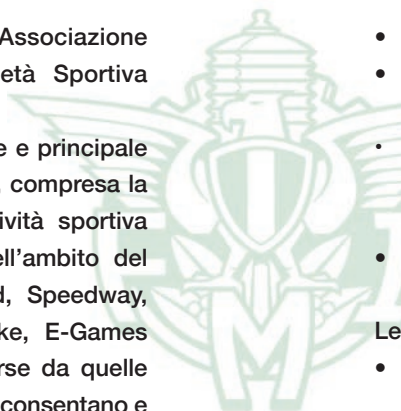 Associazione
età Sportiva
e e principale
compresa la
ività sportiva
ell'ambito del
d, Speedway,
ke, E-Games
rse da quelle
consentano e
•
•
•
•
Le
•